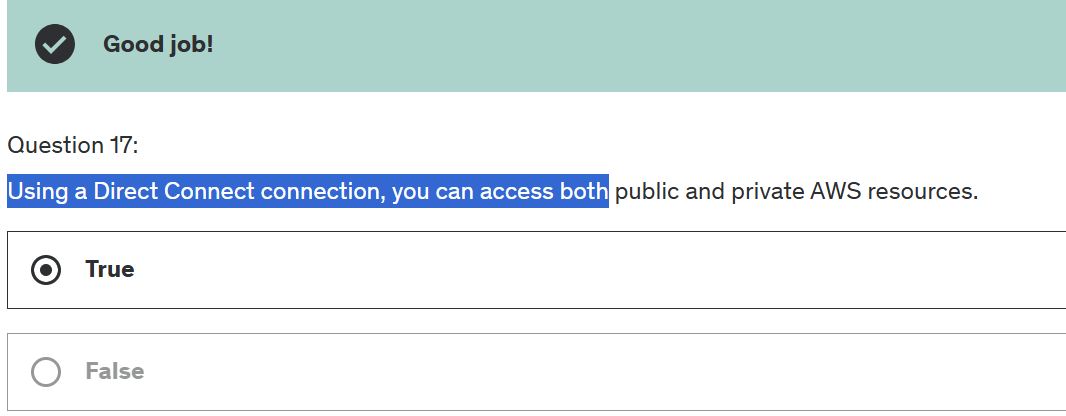 Good job!
Question 17:
Using a Direct Connect connection, you can access both public and private AWS resources.
True
False